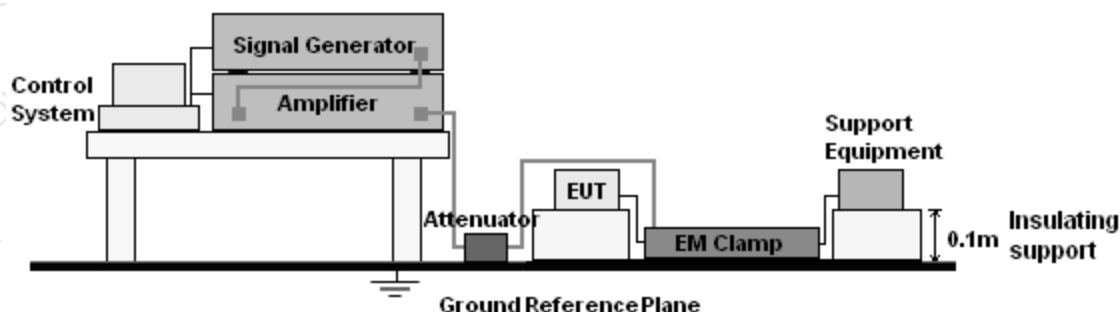 Signal Generator
Control
System
Amplifier
Support
Equipment
EUT
Attenuator
EM Clamp
0.1m
Insulating
support
Ground Reference Plane